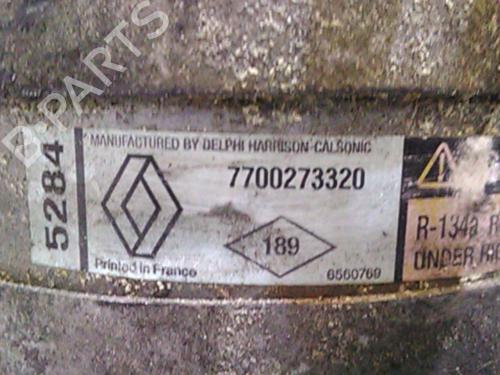 B-PARTS
5284
MANUFACTURED BY DELPHI HARRISON-CALSONIC
7700273320
189
Printed in France
6560769
R-134a
UNDER